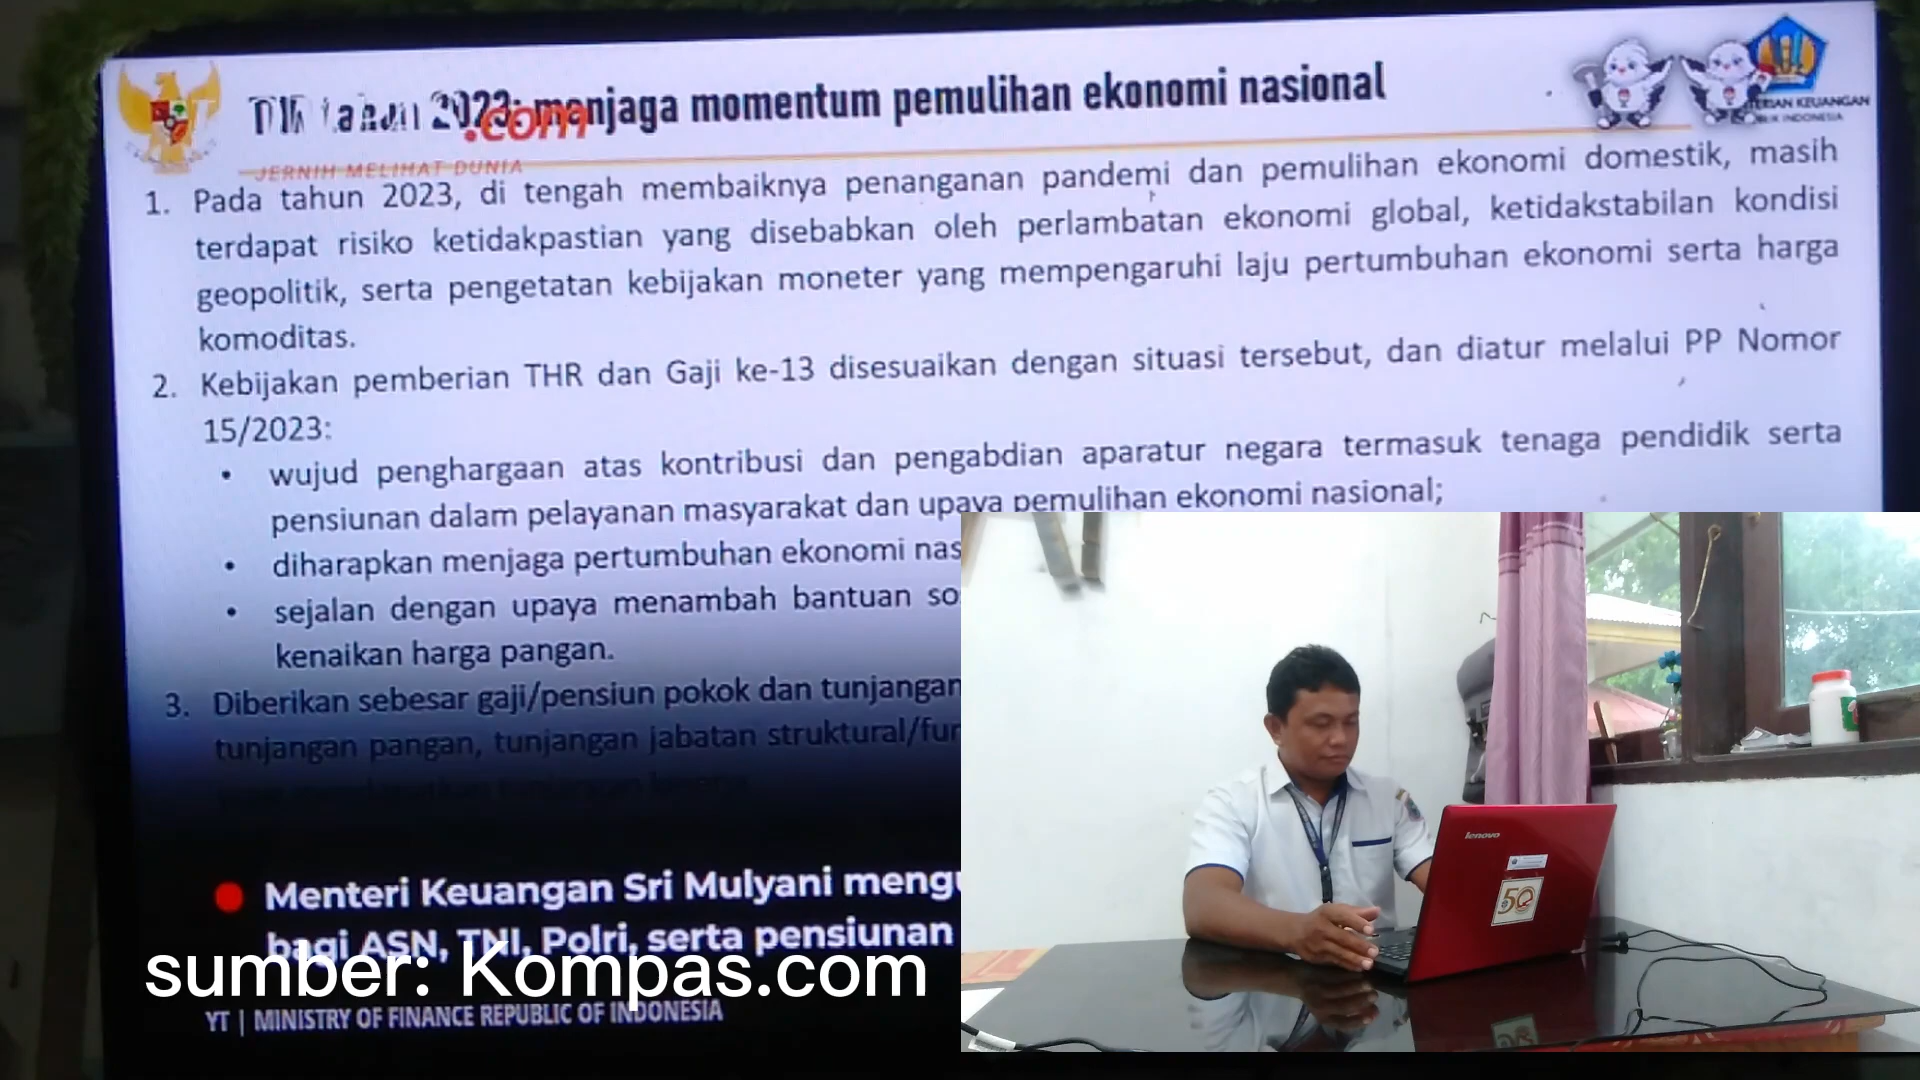 THR tahun 2023: menjaga momentum pemulihan ekonomi nasional
.com
JERNIH MELIHAT DUNIA
KEUANGAN
INDONESIA
1. Pada tahun 2023, di tengah membaiknya penanganan pandemi dan pemulihan ekonomi domestik, masih
terdapat risiko ketidakpastian yang disebabkan oleh perlambatan ekonomi global, ketidakstabilan kondisi
geopolitik, serta pengetatan kebijakan moneter yang mempengaruhi laju pertumbuhan ekonomi serta harga
komoditas.
2. Kebijakan pemberian THR dan Gaji ke-13 disesuaikan dengan situasi tersebut, dan diatur melalui PP Nomor
15/2023:
• wujud penghargaan atas kontribusi dan pengabdian aparatur negara termasuk tenaga pendidik serta
pensiunan dalam pelayanan masyarakat dan upaya pemulihan ekonomi nasional;
• diharapkan menjaga pertumbuhan ekonomi nas
• sejalan dengan upaya menambah bantuan so
kenaikan harga pangan.
3. Diberikan sebesar gaji/pensiun pokok dan tunjangan
tunjangan pangan, tunjangan jabatan struktural/fun
Menteri Keuangan Sri Mulyani mengu
bagi ASN, TNI, Polri, serta pensiunan
sumber: Kompas.com
YT | MINISTRY OF FINANCE REPUBLIC OF INDONESIA
lenovo
50